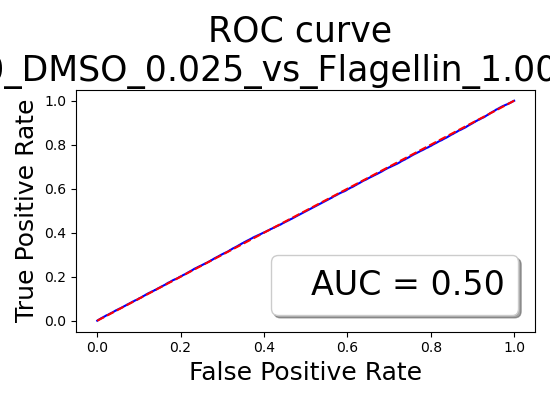 ROC curve
0_DMSO_0.025_vs_Flagellin_1.00
True Positive Rate
1.0
0.8
0.6
0.4
0.2
0.0
AUC = 0.50
0.0 0.2 0.4 0.6 0.8 1.0
False Positive Rate